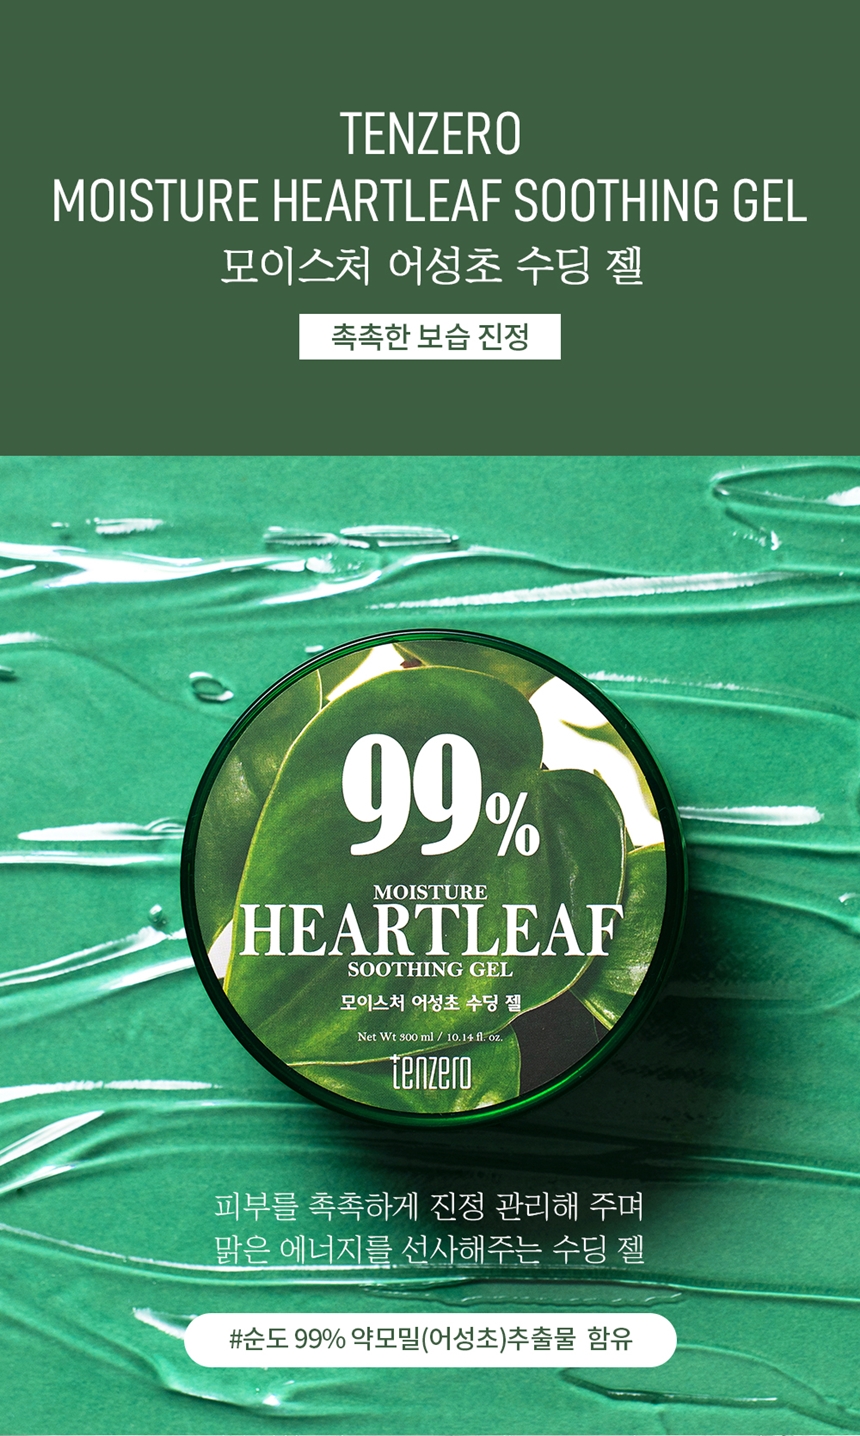 TENZERO
MOISTURE HEARTLEAF SOOTHING GEL
모이스처 어성초 수딩 젤
촉촉한 보습 진정
99%
MOISTURE
HEARTLEAF
SOOTHING GEL
모이스처 어성초 수딩 젤
Net Wt 300 ml / 10.14 fl. oz.
tenzero
피부를 촉촉하게 진정 관리해 주며
맑은 에너지를 선사해주는 수딩 젤
#순도 99% 약모밀(어성초)추출물 함유